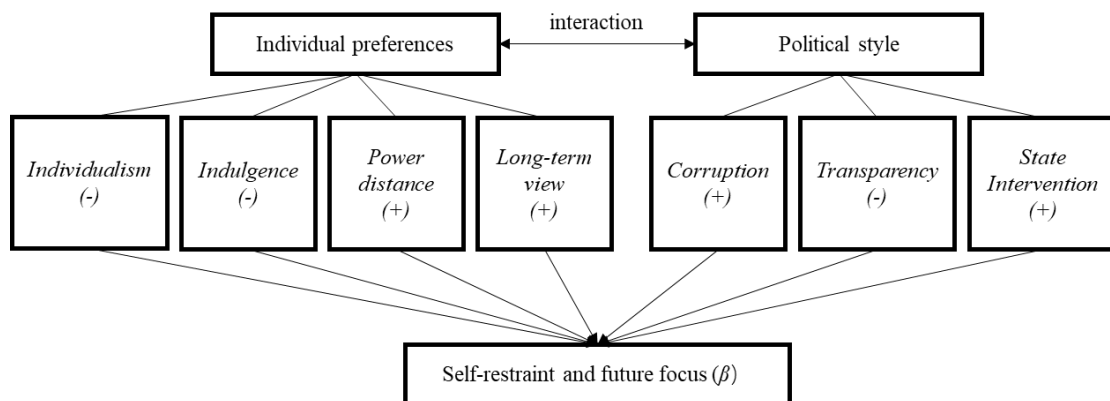 interaction
Individual preferences
Political style
Individualism
(-)
Indulgence
(-)
Power
distance
(+)
Long-term
view
(+)
Corruption
(+)
Transparency
(-)
State
Intervention
(+)
Self-restraint and future focus (β)